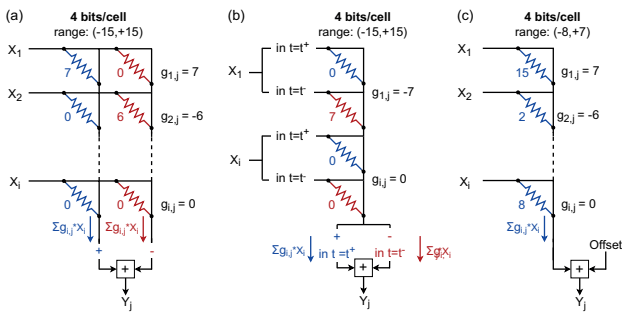 (a)
4 bits/cell
range: (-15,+15)
X1
7
0
g1,j = 7
X2
0
6
g2,j = -6
Xi
0
0
gi,j = 0
Σgi,j*xi
Σgi,j*xi
+
-
+
Yj
(b)
4 bits/cell
range: (-15,+15)
in t=t+
0
X1
g1,j = -7
in t=t-
7
in t=t+
0
Xi
gi,j = 0
in t=t-
0
+
-
Σgi,j*xi
in t =t+
+
in t=t-
Yj
(c)
4 bits/cell
range: (-8,+7)
X1
15
g1,j = 7
X2
2
g2,j = -6
Xi
8
gi,j = 0
Σgi,j*xi
Offset
+
Yj